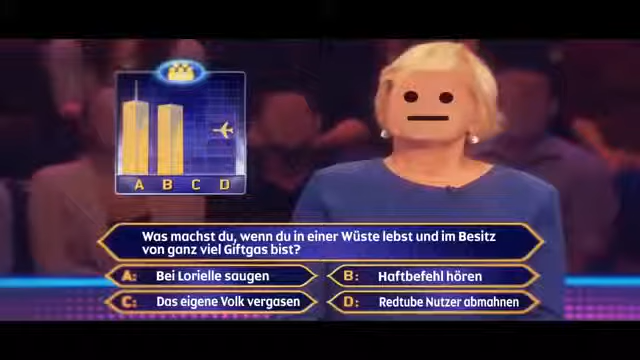 A B C D
Was machst du, wenn du in einer Wüste lebst und im Besitz
von ganz viel Giftgas bist?
A: Bei Lorielle saugen
B: Haftbefehl hören
C: Das eigene Volk vergasen
D: Redtube Nutzer abmahnen